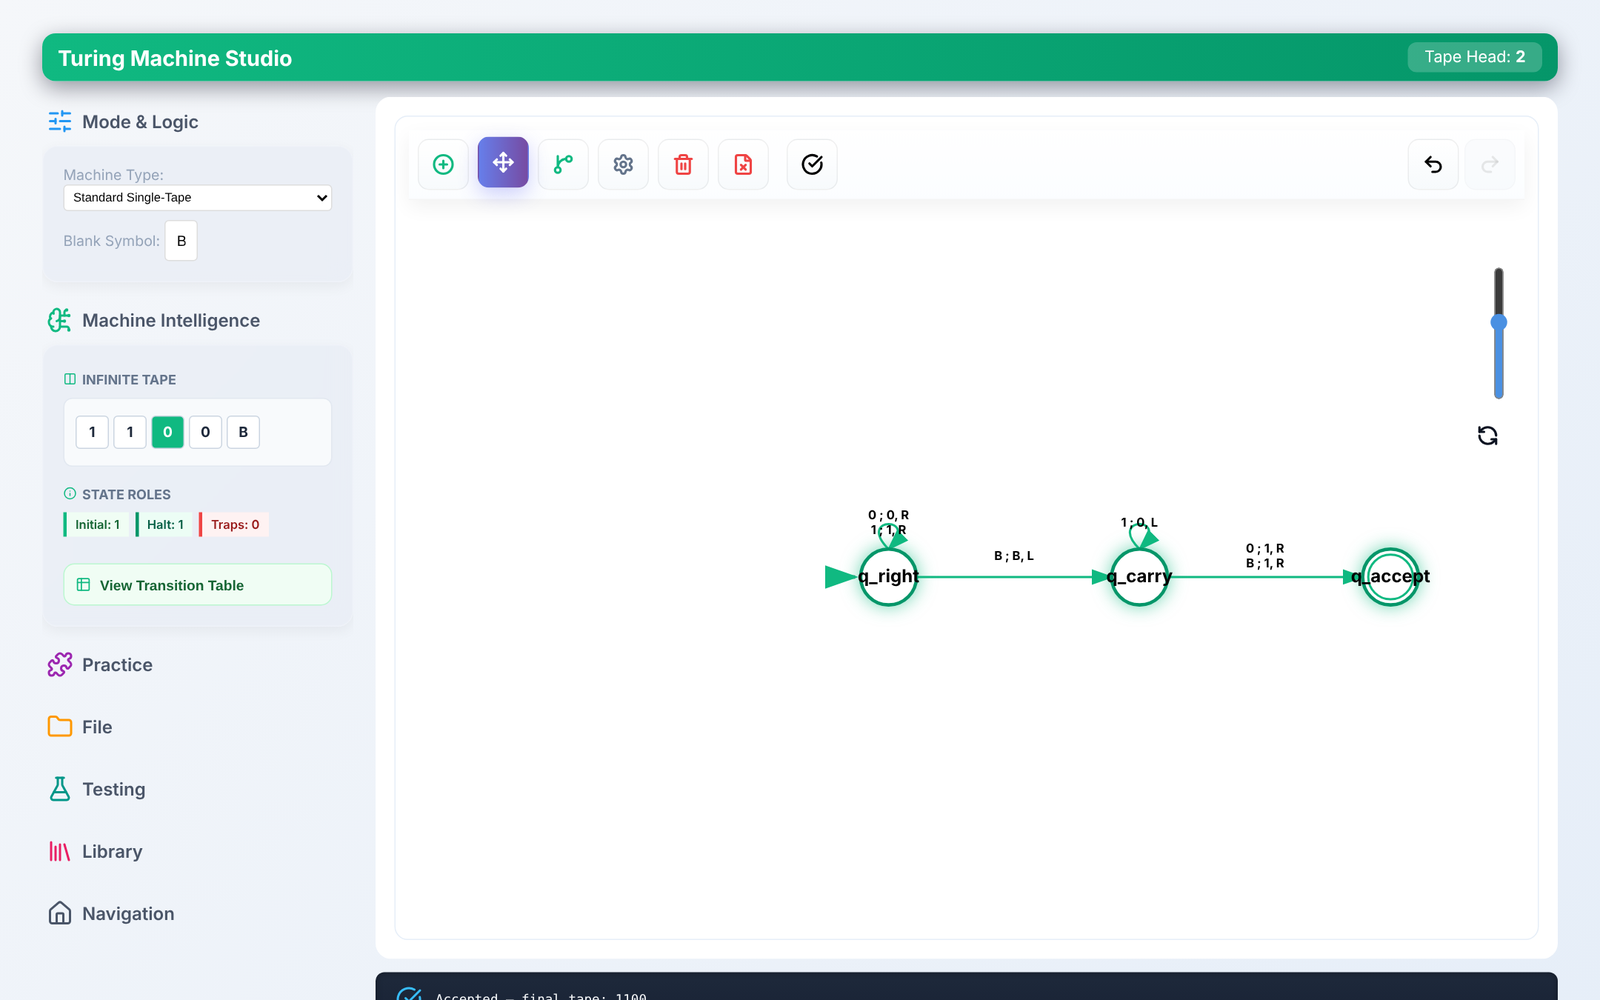 Turing Machine Studio
Tape Head: 2
Mode & Logic
Machine Type:
Standard Single-Tape
Blank Symbol: B
Machine Intelligence
INFINITE TAPE
1 1 0 0 B
STATE ROLES
Initial: 1 Halt: 1 Traps: 0
View Transition Table
Practice
File
Testing
Library
Navigation
0 ; 0, R
1 ; 1, R
q_right
B ; B, L
1 ; 0, L
q_carry
0 ; 1, R
B ; 1, R
q_accept
Accepted — final tape: 1100